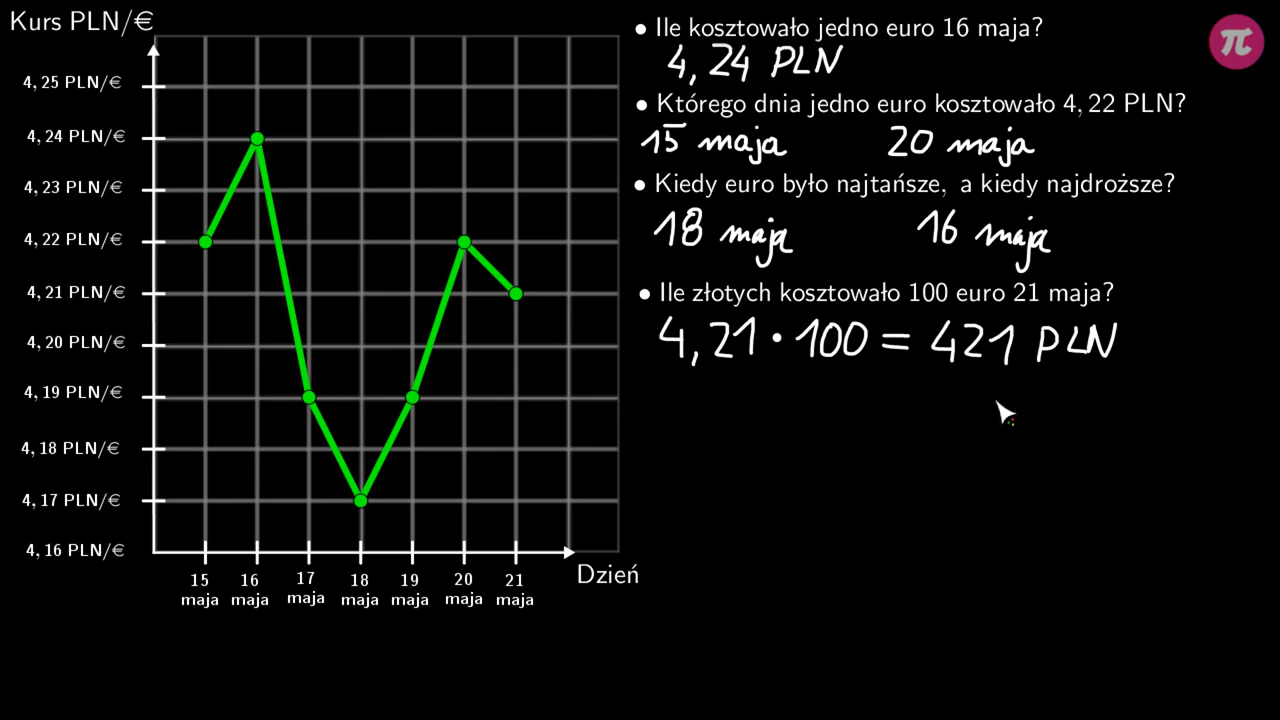 Kurs PLN/€
4,25 PLN/€
4,24 PLN/€
4,23 PLN/€
4,22 PLN/€
4,21 PLN/€
4,20 PLN/€
4,19 PLN/€
4,18 PLN/€
4,17 PLN/€
4,16 PLN/€
15 maja
16 maja
17 maja
18 maja
19 maja
20 maja
21 maja
Dzień
• Ile kosztowało jedno euro 16 maja?
4,24 PLN
• Którego dnia jedno euro kosztowało 4,22 PLN?
15 maja 20 maja
• Kiedy euro było najtańsze, a kiedy najdroższe?
18 maja 16 maja
• Ile złotych kosztowało 100 euro 21 maja?
4,21 · 100 = 421 PLN
π